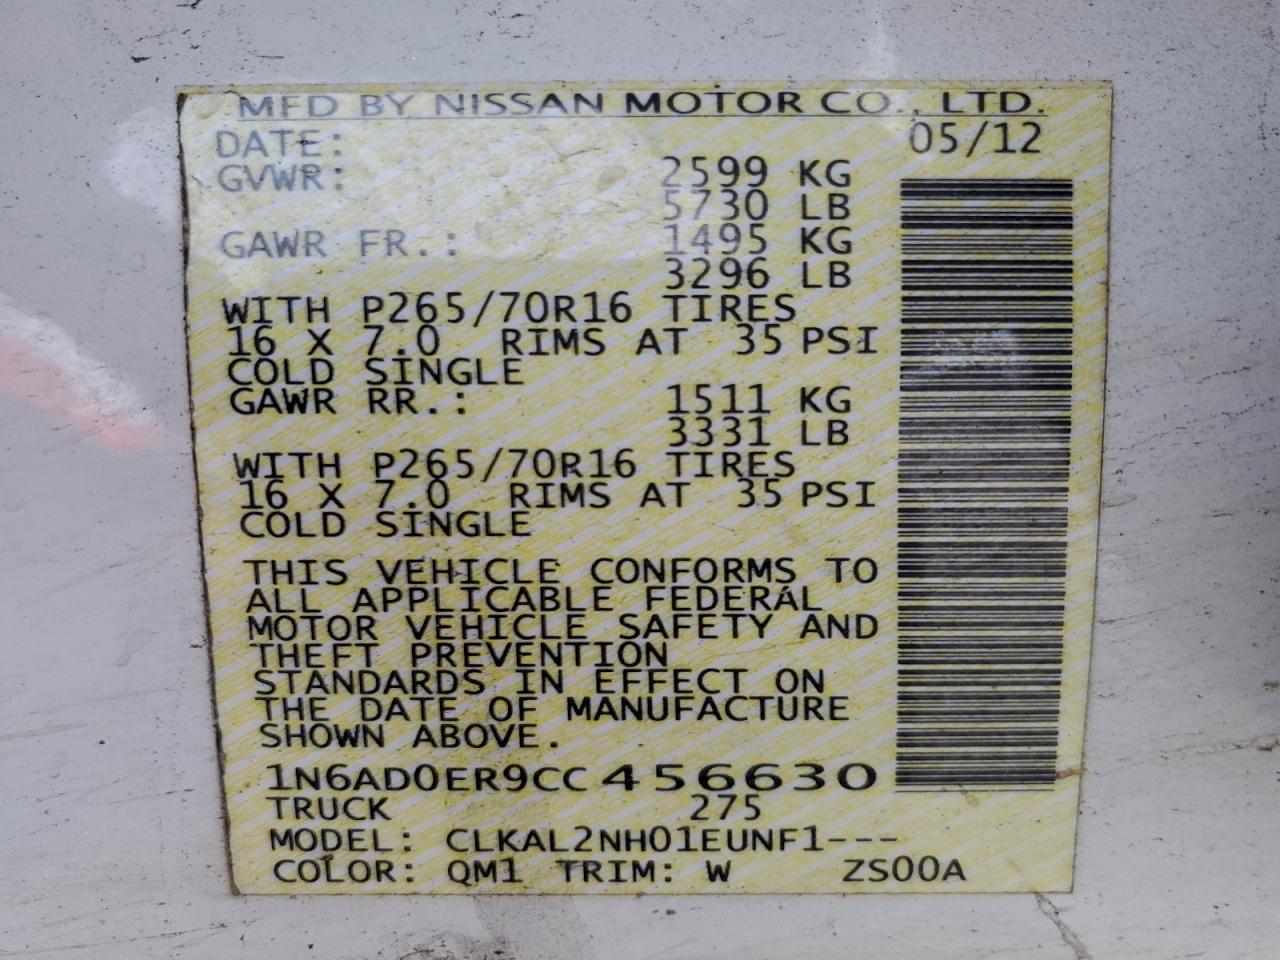 MFD BY NISSAN MOTOR CO., LTD.
DATE: 05/12
GVWR: 2599 KG
5730 LB
GAWR FR.: 1495 KG
3296 LB
WITH P265/70R16 TIRES
16 X 7.0 RIMS AT 35 PSI
COLD SINGLE
GAWR RR.: 1511 KG
3331 LB
WITH P265/70R16 TIRES
16 X 7.0 RIMS AT 35 PSI
COLD SINGLE
THIS VEHICLE CONFORMS TO
ALL APPLICABLE FEDERAL
MOTOR VEHICLE SAFETY AND
THEFT PREVENTION
STANDARDS IN EFFECT ON
THE DATE OF MANUFACTURE
SHOWN ABOVE.
1N6AD0ER9CC456630
TRUCK 275
MODEL: CLKAL2NH01EUNF1---
COLOR: QM1 TRIM: W ZS00A